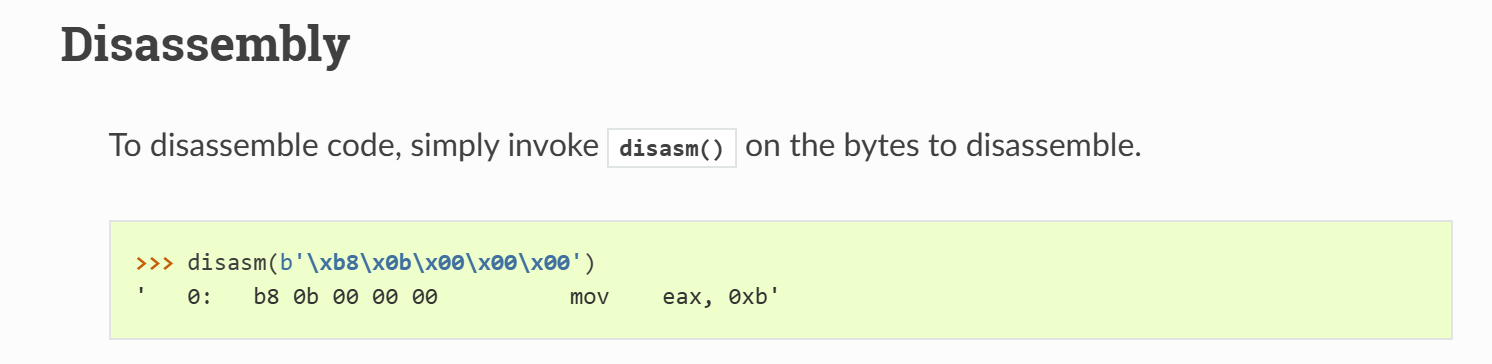 Disassembly
To disassemble code, simply invoke disasm() on the bytes to disassemble.
>>> disasm(b'\xb8\x0b\x00\x00\x00')
'   0:   b8 0b 00 00 00          mov    eax, 0xb'